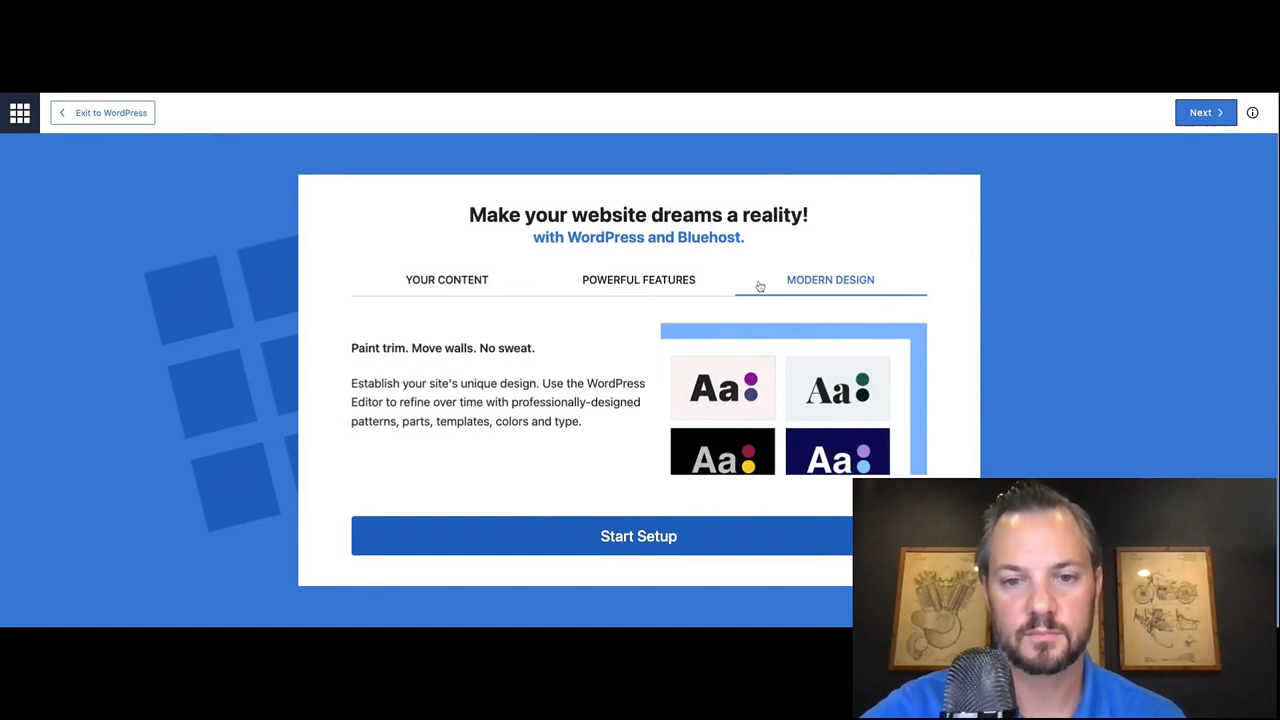 Exit to WordPress
Next
Make your website dreams a reality!
with WordPress and Bluehost.
YOUR CONTENT
POWERFUL FEATURES
MODERN DESIGN
Paint trim. Move walls. No sweat.
Establish your site's unique design. Use the WordPress
Editor to refine over time with professionally-designed
patterns, parts, templates, colors and type.
Aa
Aa
Aa
Aa
Start Setup